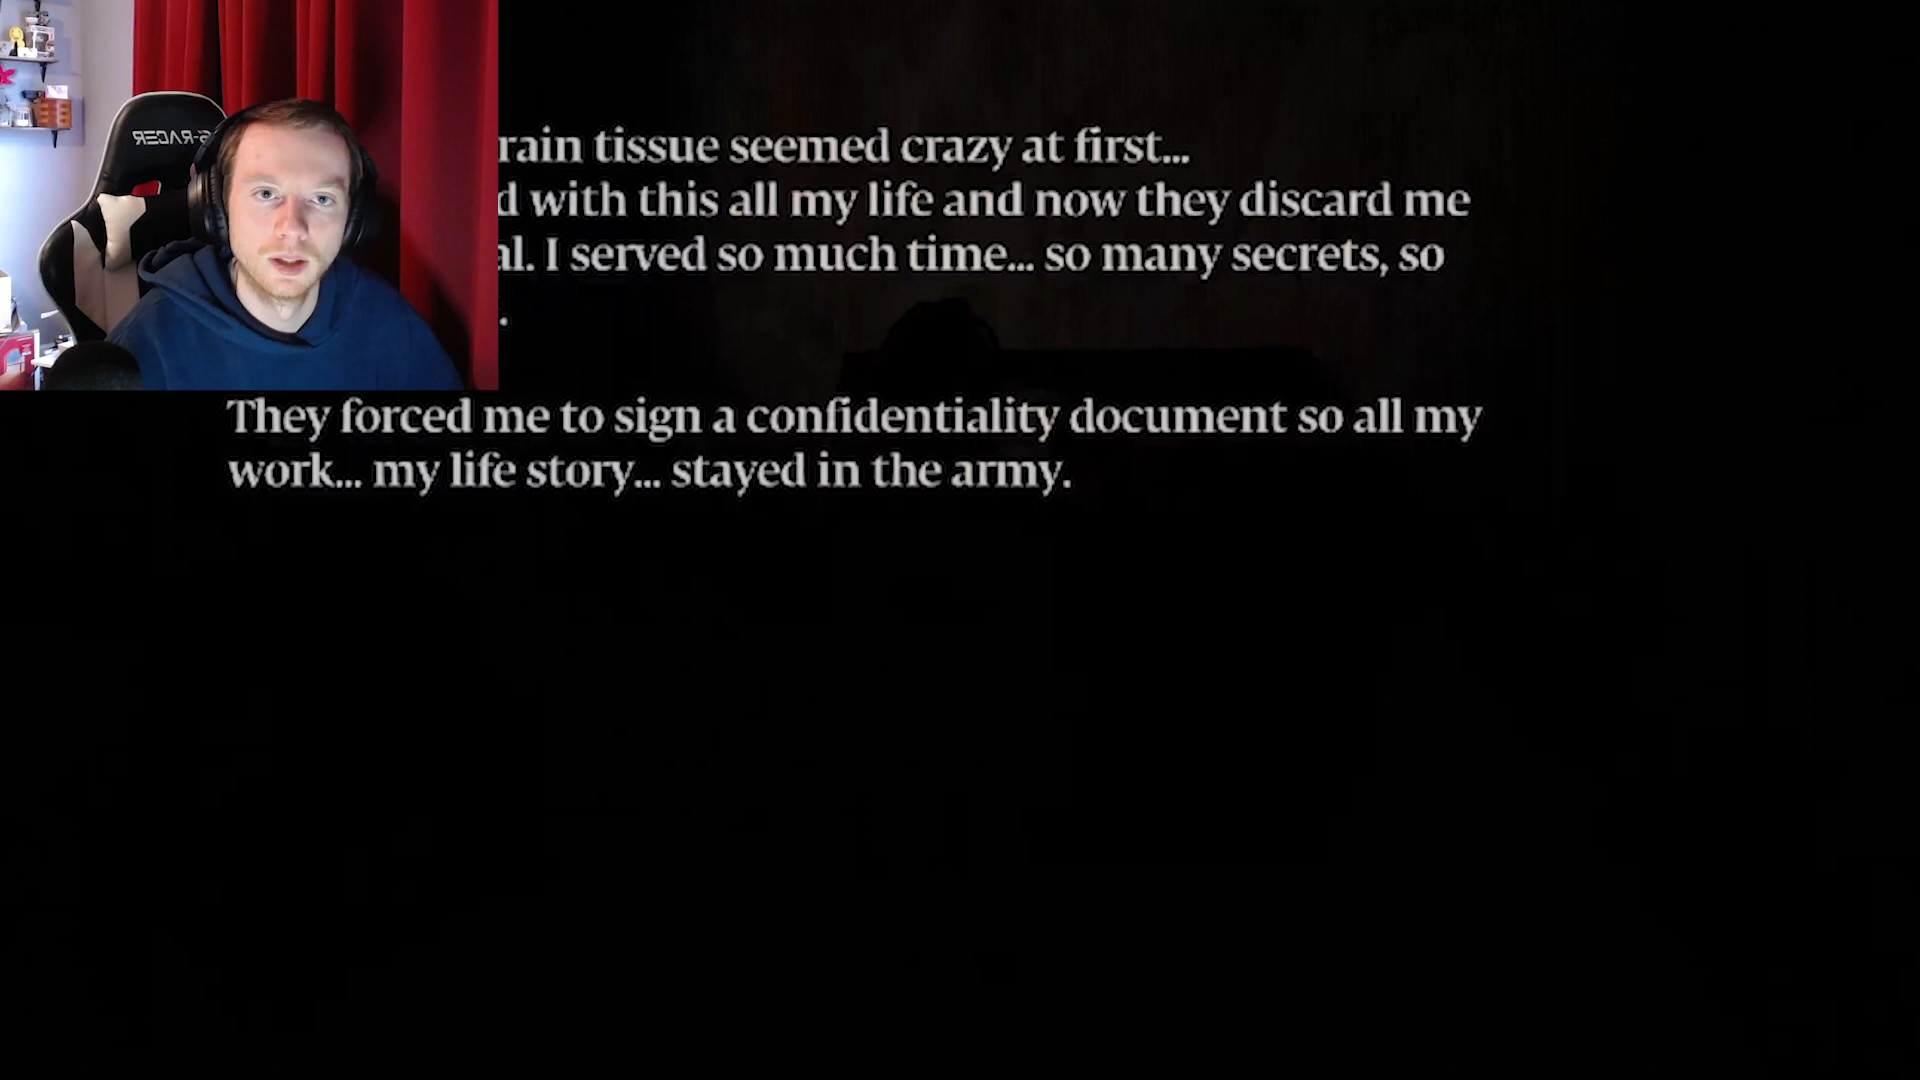 rain tissue seemed crazy at first...
d with this all my life and now they discard me
al. I served so much time... so many secrets, so
.
They forced me to sign a confidentiality document so all my
work... my life story... stayed in the army.